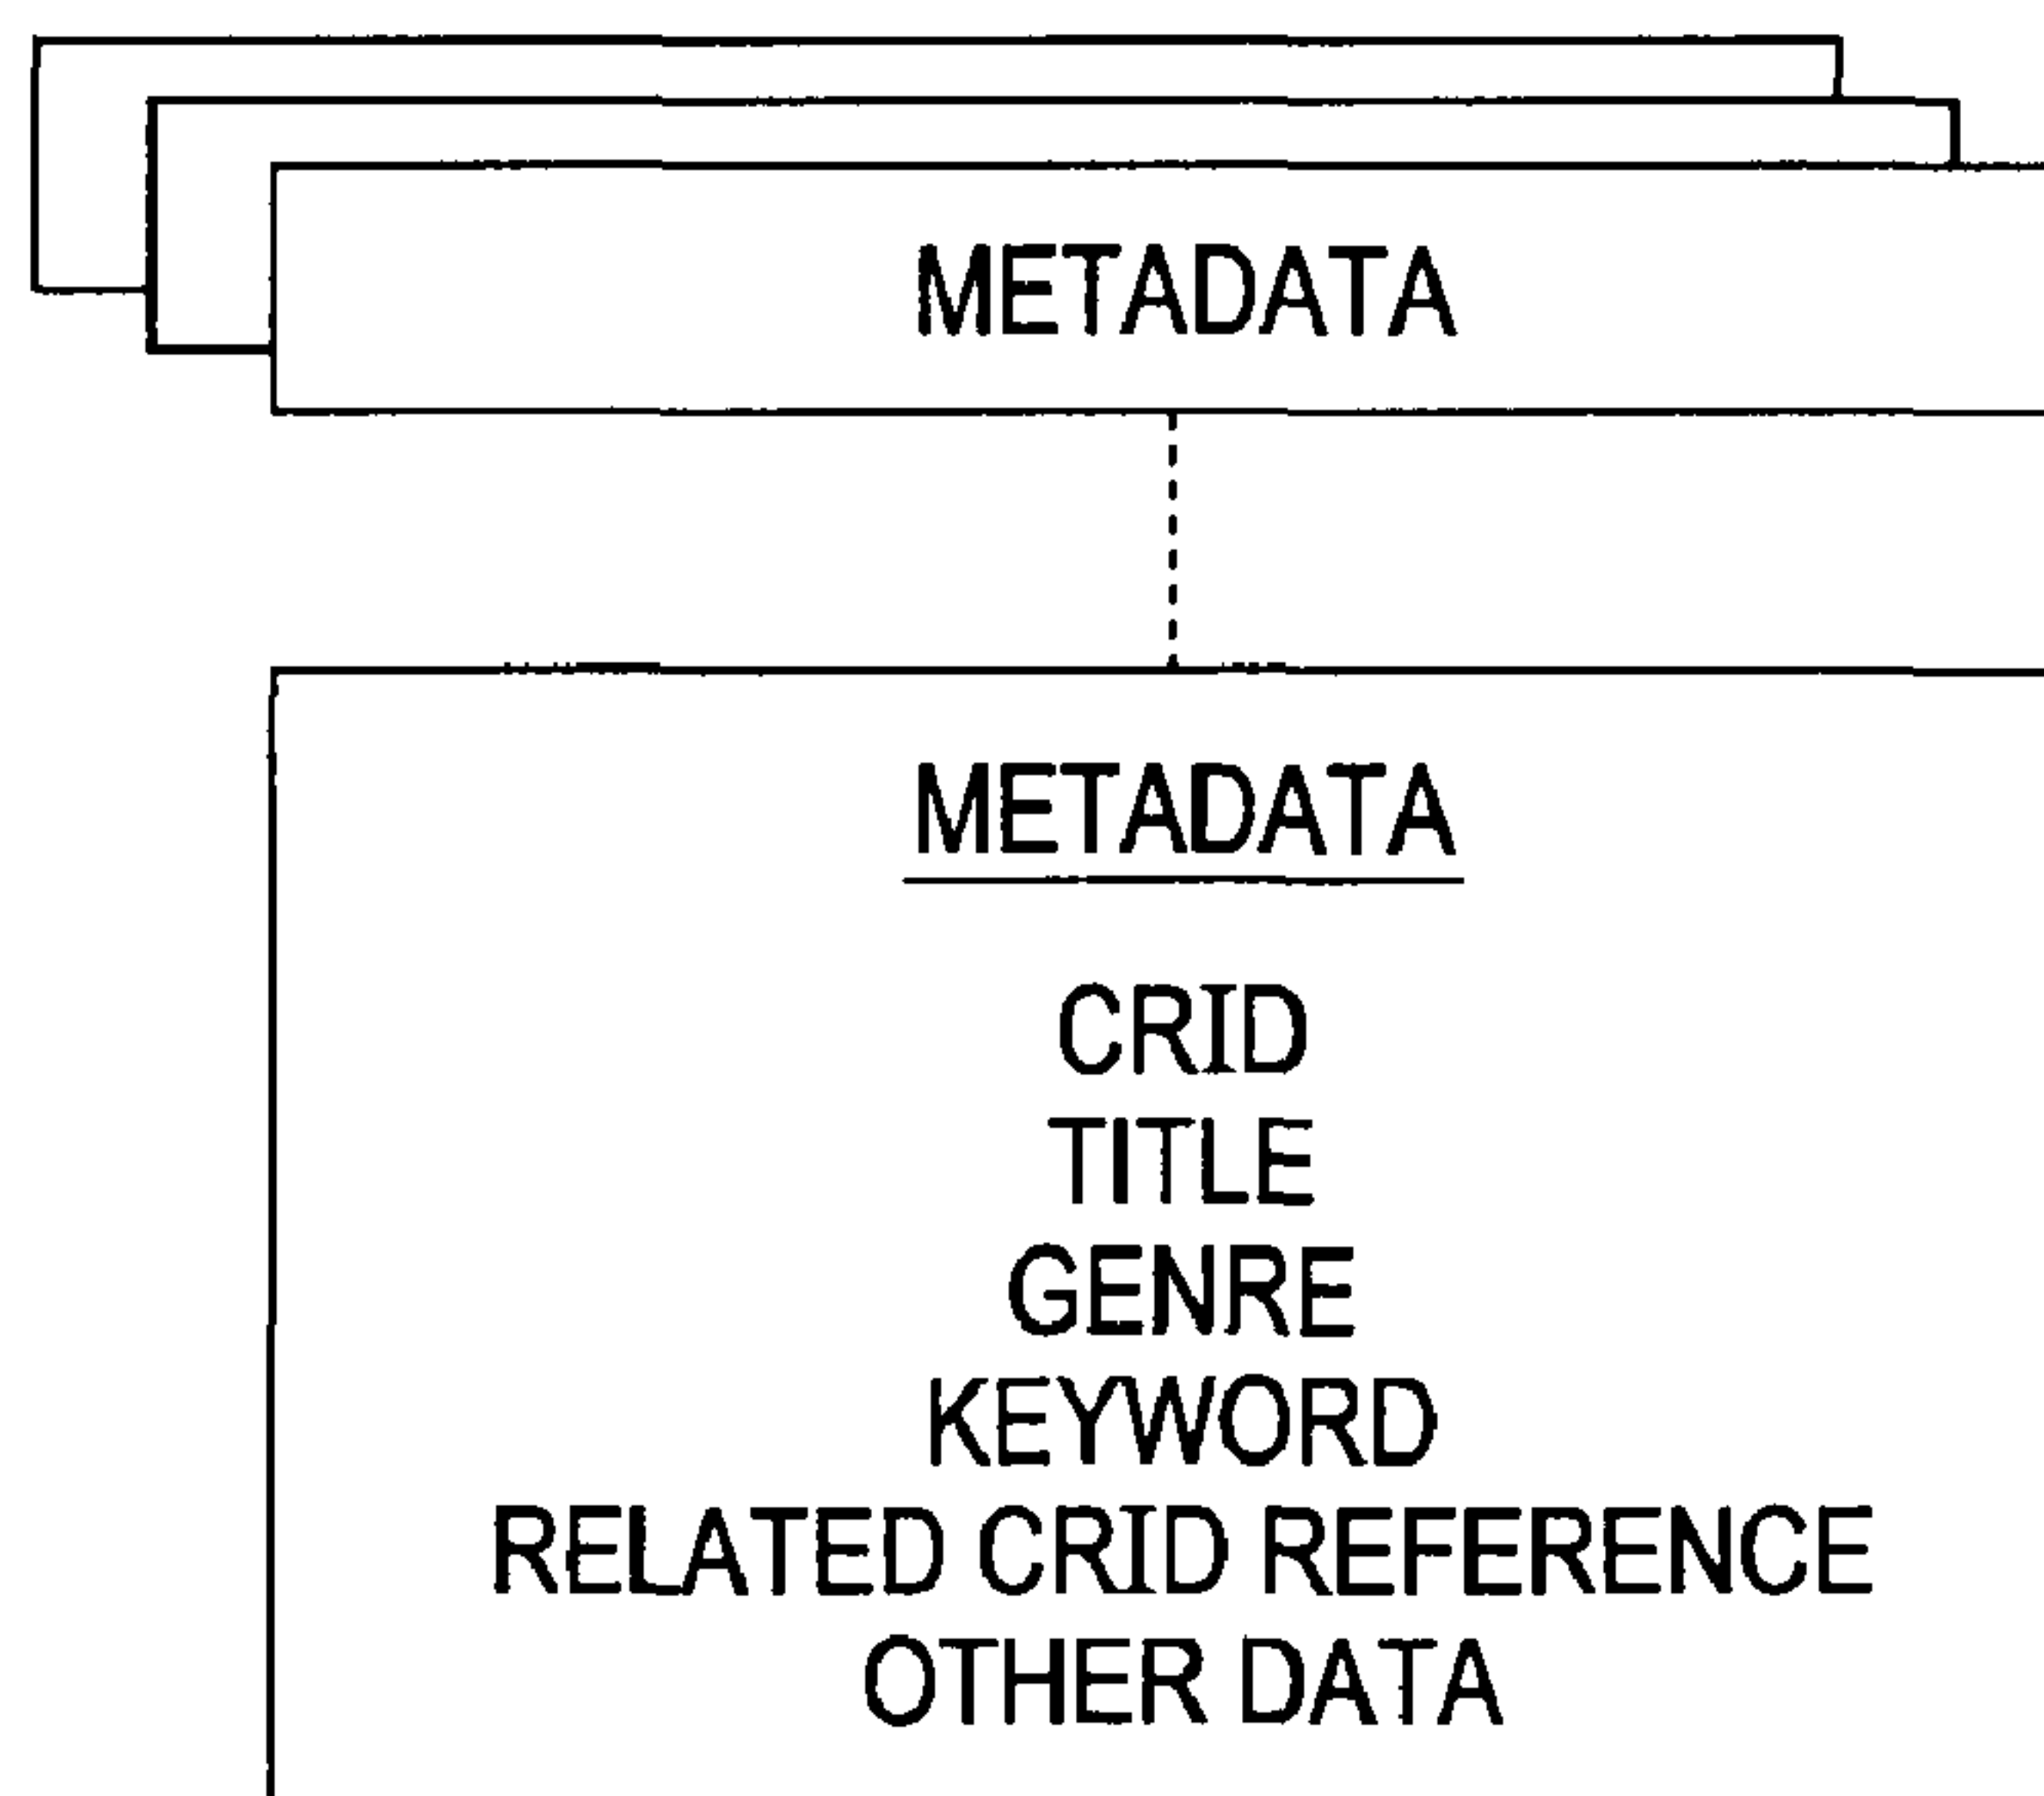 METADATA
METADATA
CRID
TITLE
GENRE
KEYWORD
RELATED CRID REFERENCE
OTHER DATA